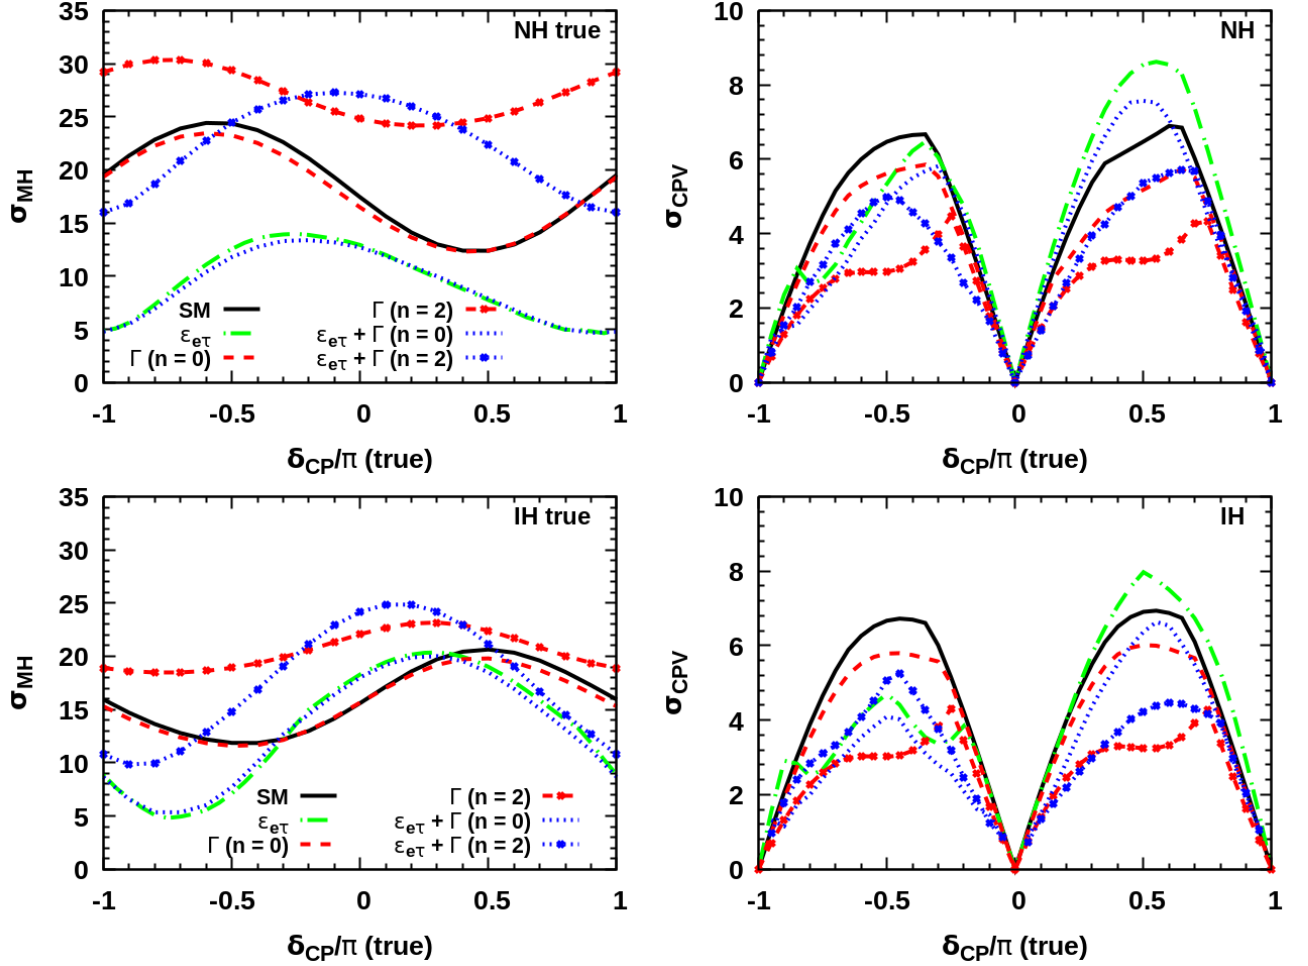 35
30
25
20
15
10
5
0
σMH
NH true
SM
εeτ
Γ (n = 0)
Γ (n = 2)
εeτ + Γ (n = 0)
εeτ + Γ (n = 2)
-1 -0.5 0 0.5 1
δCP/π (true)
10
8
6
4
2
0
σCPV
NH
-1 -0.5 0 0.5 1
δCP/π (true)
35
30
25
20
15
10
5
0
σMH
IH true
SM
εeτ
Γ (n = 0)
Γ (n = 2)
εeτ + Γ (n = 0)
εeτ + Γ (n = 2)
-1 -0.5 0 0.5 1
δCP/π (true)
10
8
6
4
2
0
σCPV
IH
-1 -0.5 0 0.5 1
δCP/π (true)